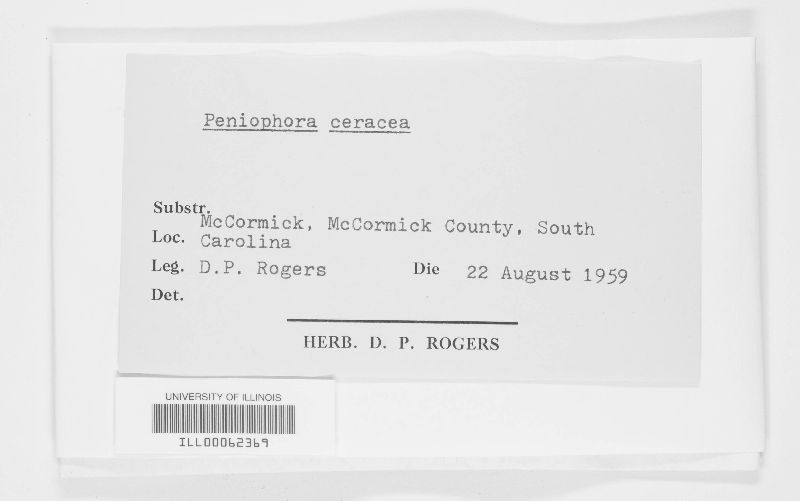 Peniophora ceracea
Substr.
McCormick, McCormick County, South
Loc. Carolina
Leg. D.P. Rogers Die 22 August 1959
Det.
HERB. D. P. ROGERS
UNIVERSITY OF ILLINOIS
ILL00062369